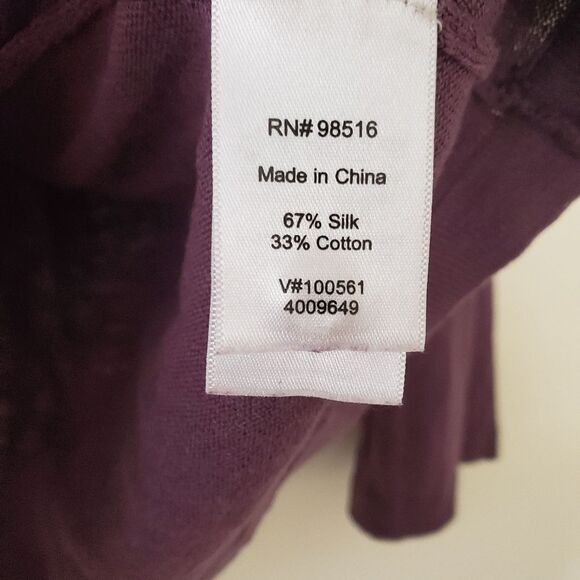 RN# 98516
Made in China
67% Silk
33% Cotton
V#100561
4009649